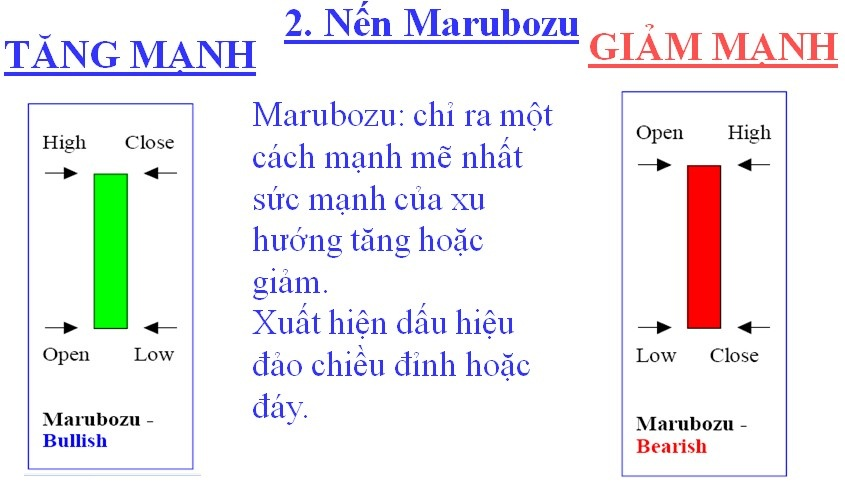 2. Nến Marubozu
TĂNG MẠNH
GIẢM MẠNH
High Close
Open Low
Marubozu -
Bullish
Marubozu: chỉ ra một
cách mạnh mẽ nhất
sức mạnh của xu
hướng tăng hoặc
giảm.
Xuất hiện dấu hiệu
đảo chiều đỉnh hoặc
đáy.
Open High
Low Close
Marubozu -
Bearish